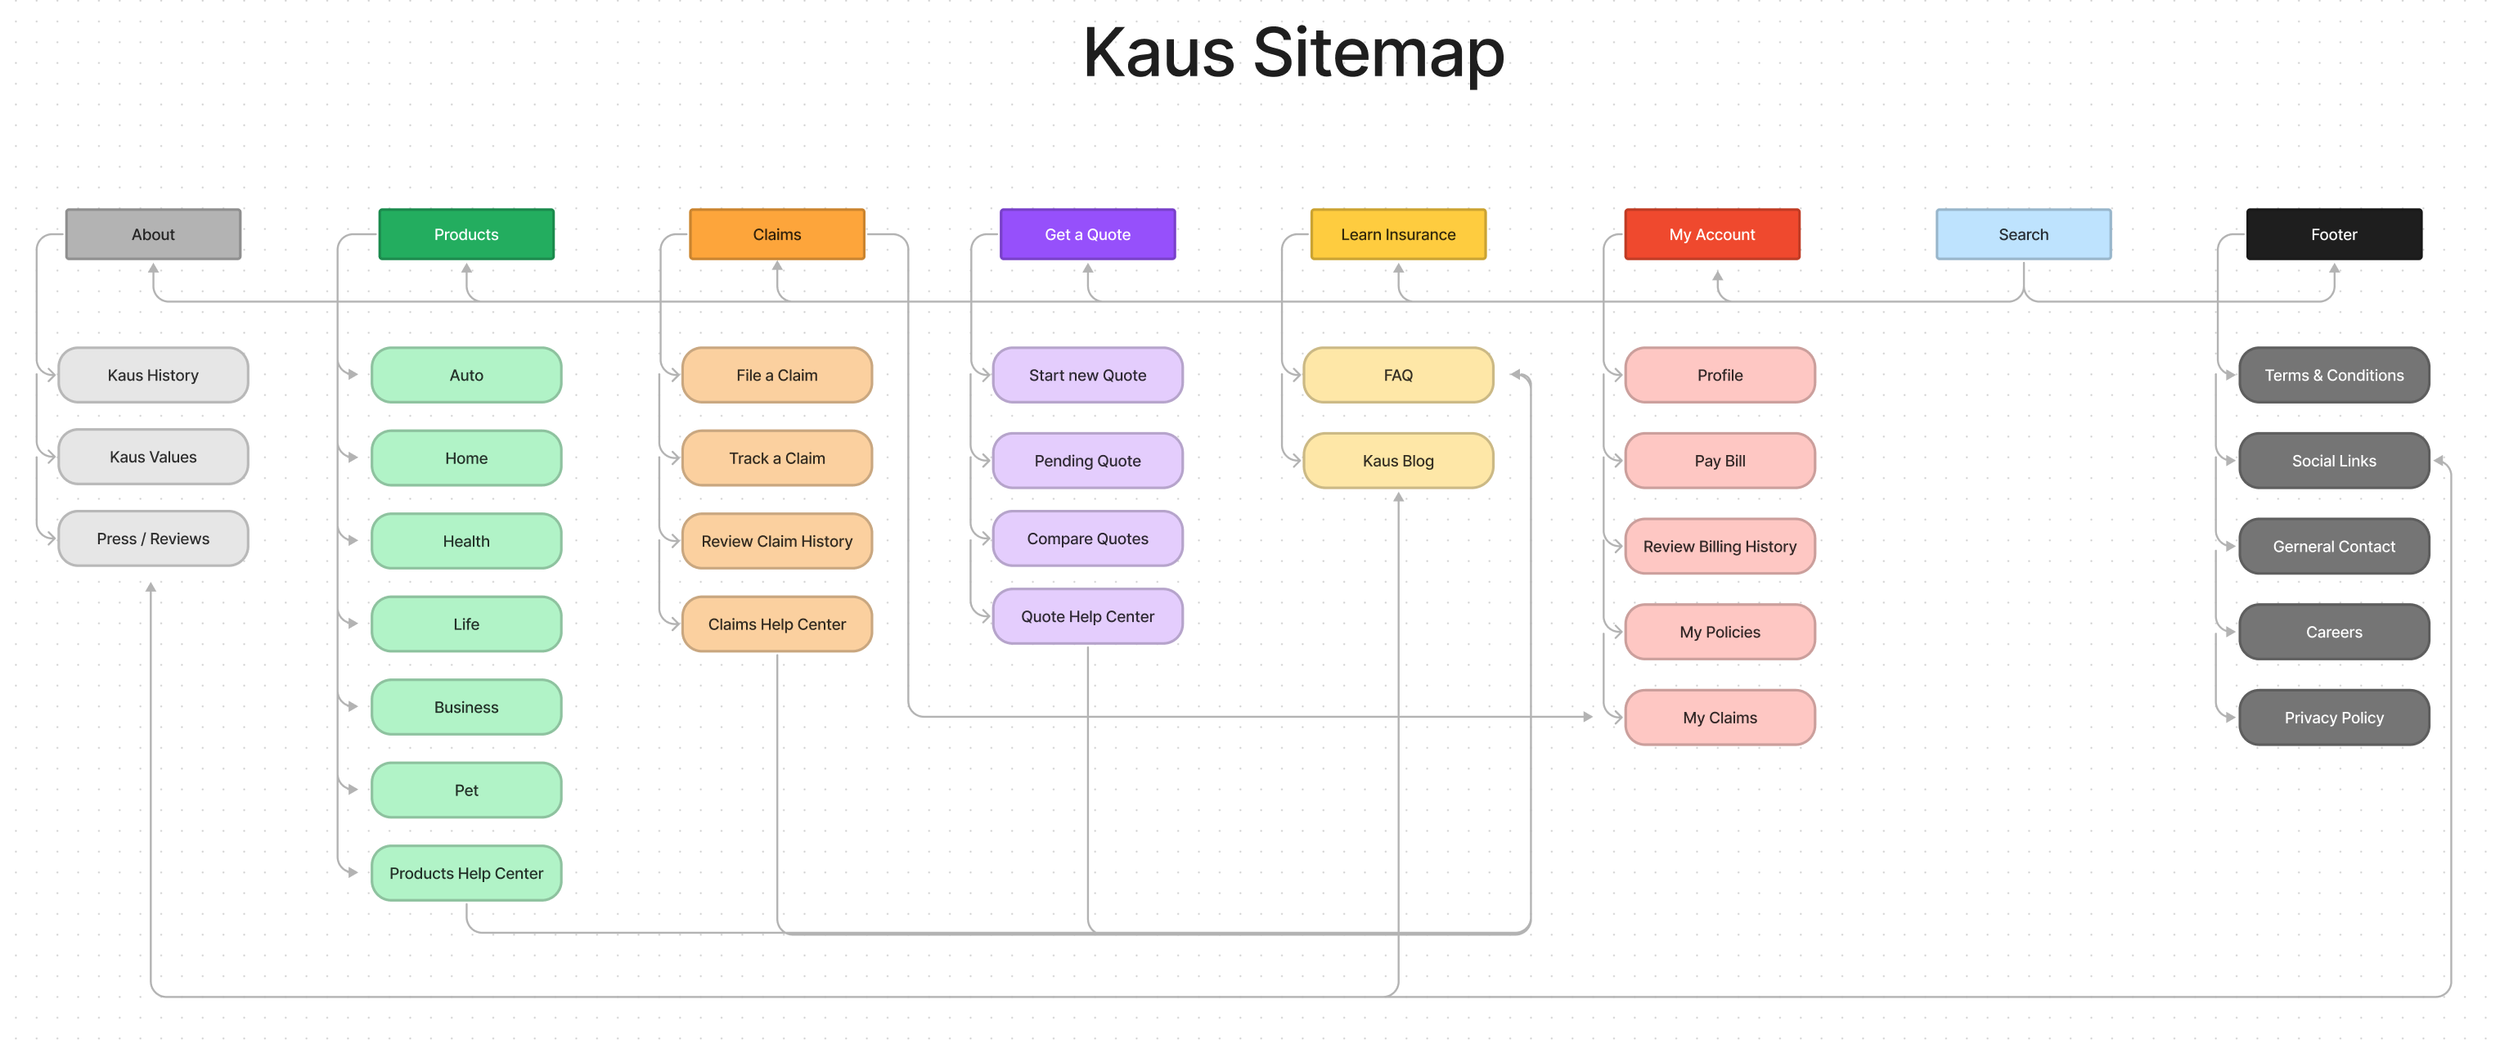 Kaus Sitemap
About
Products
Claims
Get a Quote
Learn Insurance
My Account
Search
Footer
Kaus History
Kaus Values
Press / Reviews
Auto
Home
Health
Life
Business
Pet
Products Help Center
File a Claim
Track a Claim
Review Claim History
Claims Help Center
Start new Quote
Pending Quote
Compare Quotes
Quote Help Center
FAQ
Kaus Blog
Profile
Pay Bill
Review Billing History
My Policies
My Claims
Terms & Conditions
Social Links
Gerneral Contact
Careers
Privacy Policy